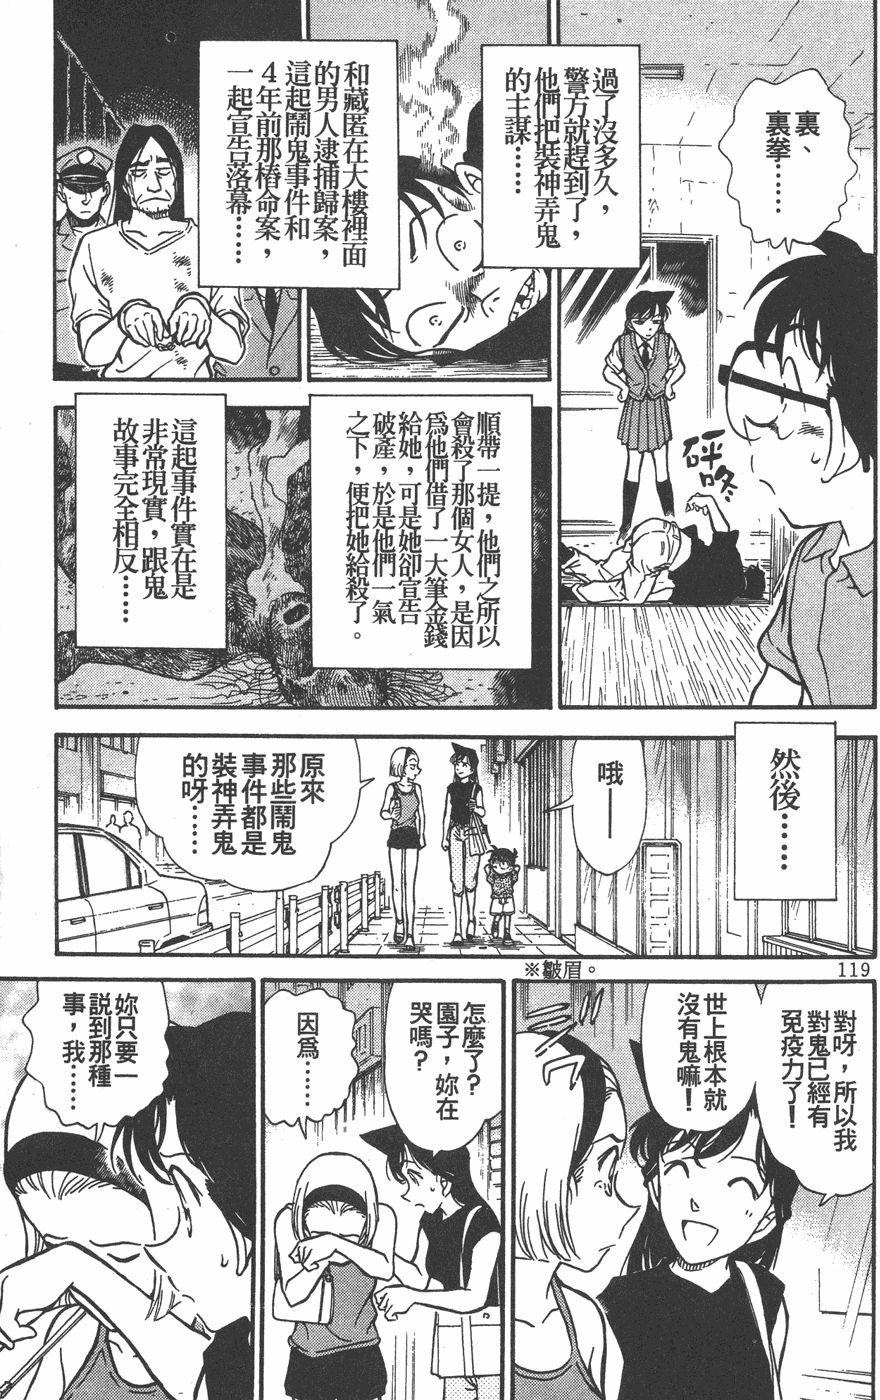 裏、
裏拳……
過了沒多久，
警方就趕到了，
他們把裝神弄鬼
的主謀……
和藏匿在大樓裡面
的男人逮捕歸案，
這起鬧鬼事件和
4年前那樁命案，
一起宣告落幕……
砰咚
順帶一提，他們之所以
會殺了那個女人，是因
為他們借了一大筆金錢
給她，可是她卻宣告
破產，於是他們一氣
之下，便把她給殺了。
這起事件實在是
非常現實，跟鬼
故事完全相反……
然後……
哦——
原來
那些鬧鬼
事件都是
裝神弄鬼
的呀……
※皺眉。
119
對呀，所以我
對鬼已經有
免疫力了！
世上根本就
沒有鬼嘛！
怎麼了？
園子，妳在
哭嗎？
因為……
妳只要一
說到那種
事，我……